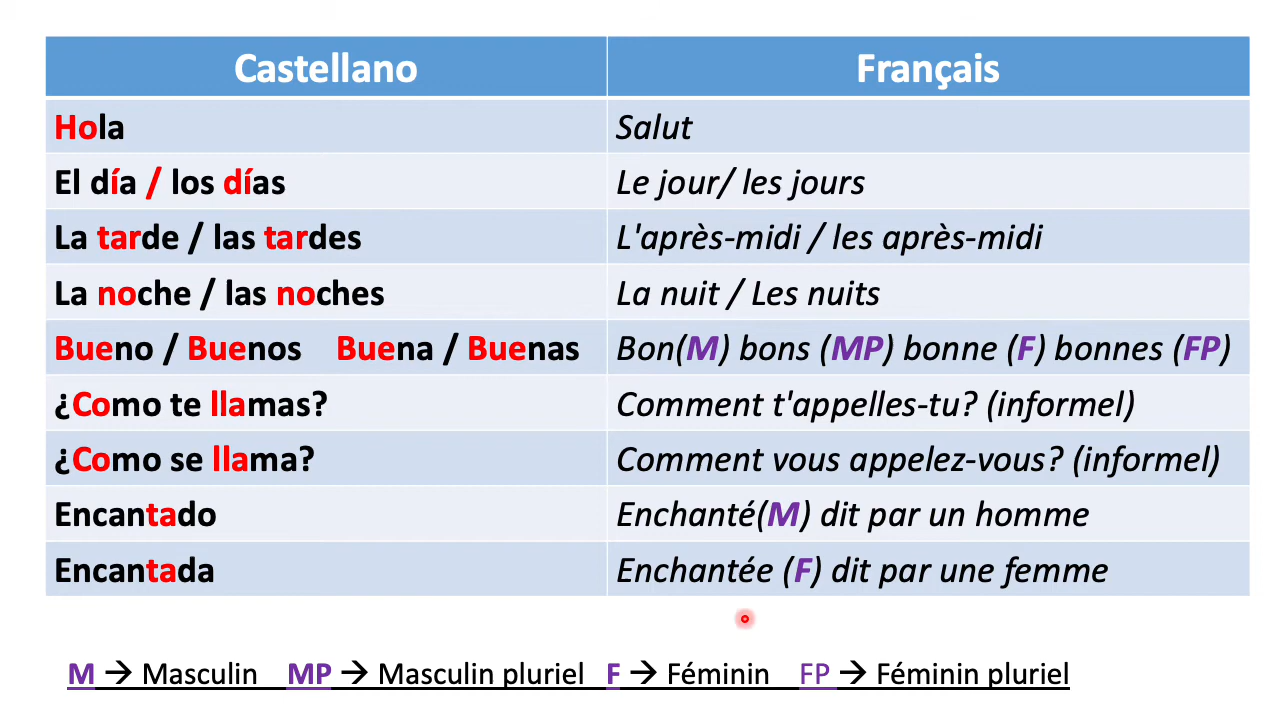 Castellano Français
Hola Salut
El día / los días Le jour/ les jours
La tarde / las tardes L'après-midi / les après-midi
La noche / las noches La nuit / Les nuits
Bueno / Buenos Buena / Buenas Bon(M) bons (MP) bonne (F) bonnes (FP)
¿Como te llamas? Comment t'appelles-tu? (informel)
¿Como se llama? Comment vous appelez-vous? (informel)
Encantado Enchanté(M) dit par un homme
Encantada Enchantée (F) dit par une femme
M → Masculin MP → Masculin pluriel F → Féminin FP → Féminin pluriel